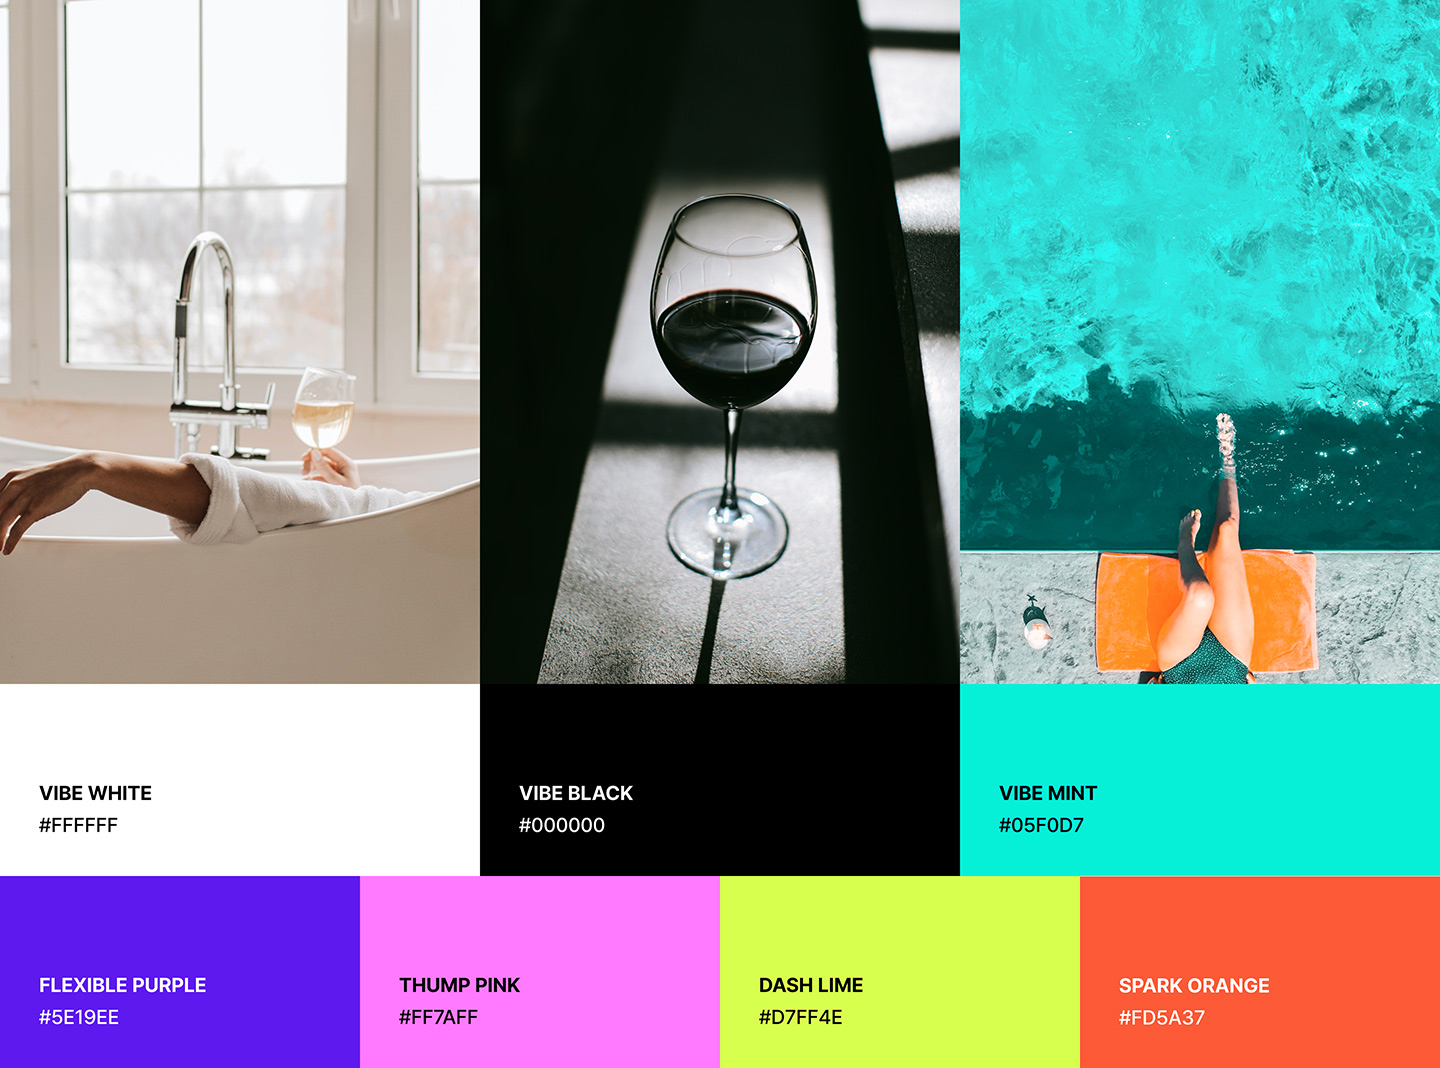 VIBE WHITE
#FFFFFF
VIBE BLACK
#000000
VIBE MINT
#05F0D7
FLEXIBLE PURPLE
#5E19EE
THUMP PINK
#FF7AFF
DASH LIME
#D7FF4E
SPARK ORANGE
#FD5A37